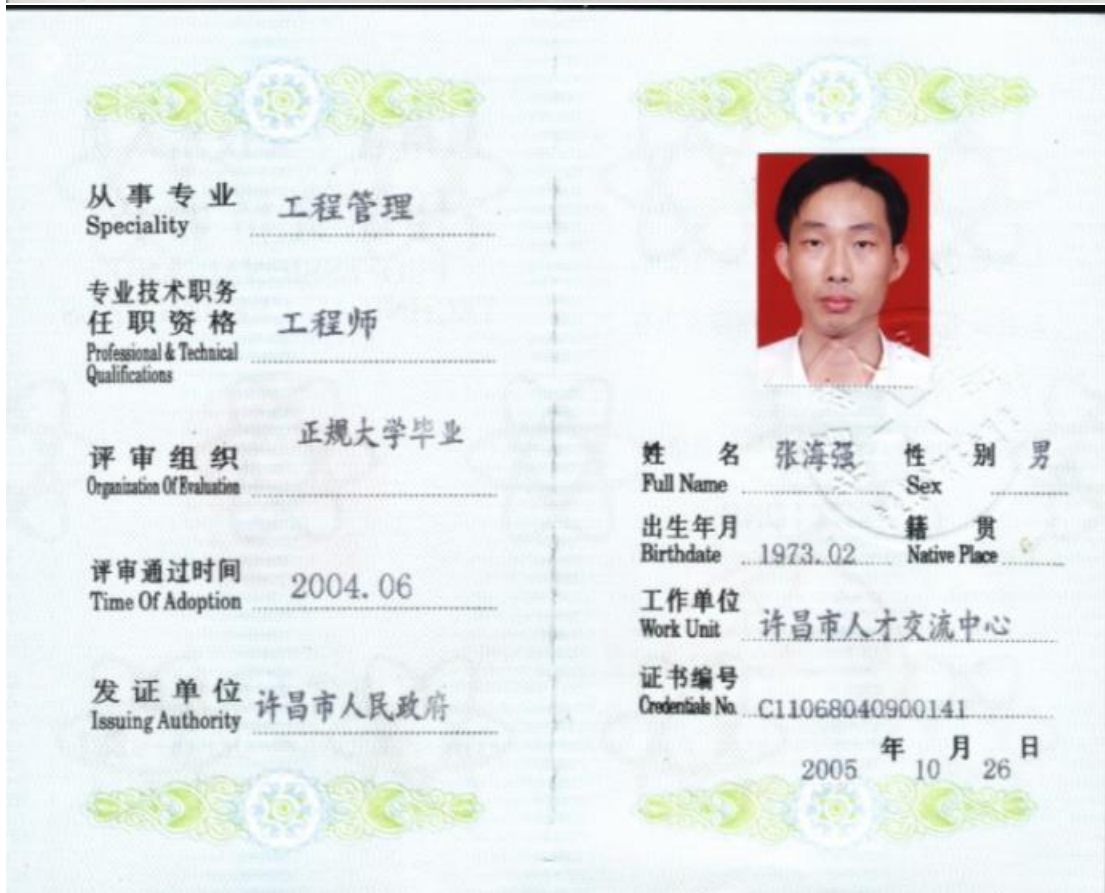 从事专业 工程管理
Speciality
专业技术职务
任职资格 工程师
Professional & Technical
Qualifications
正规大学毕业
评审组织
Organization Of Evaluation
评审通过时间 2004.06
Time Of Adoption
发证单位 许昌市人民政府
Issuing Authority
姓名 张海强 性别 男
Full Name Sex
出生年月 1973.02 籍贯
Birthdate Native Place
工作单位 许昌市人才交流中心
Work Unit
证书编号
Credentials No. C11068040900141
年 月 日
2005 10 26